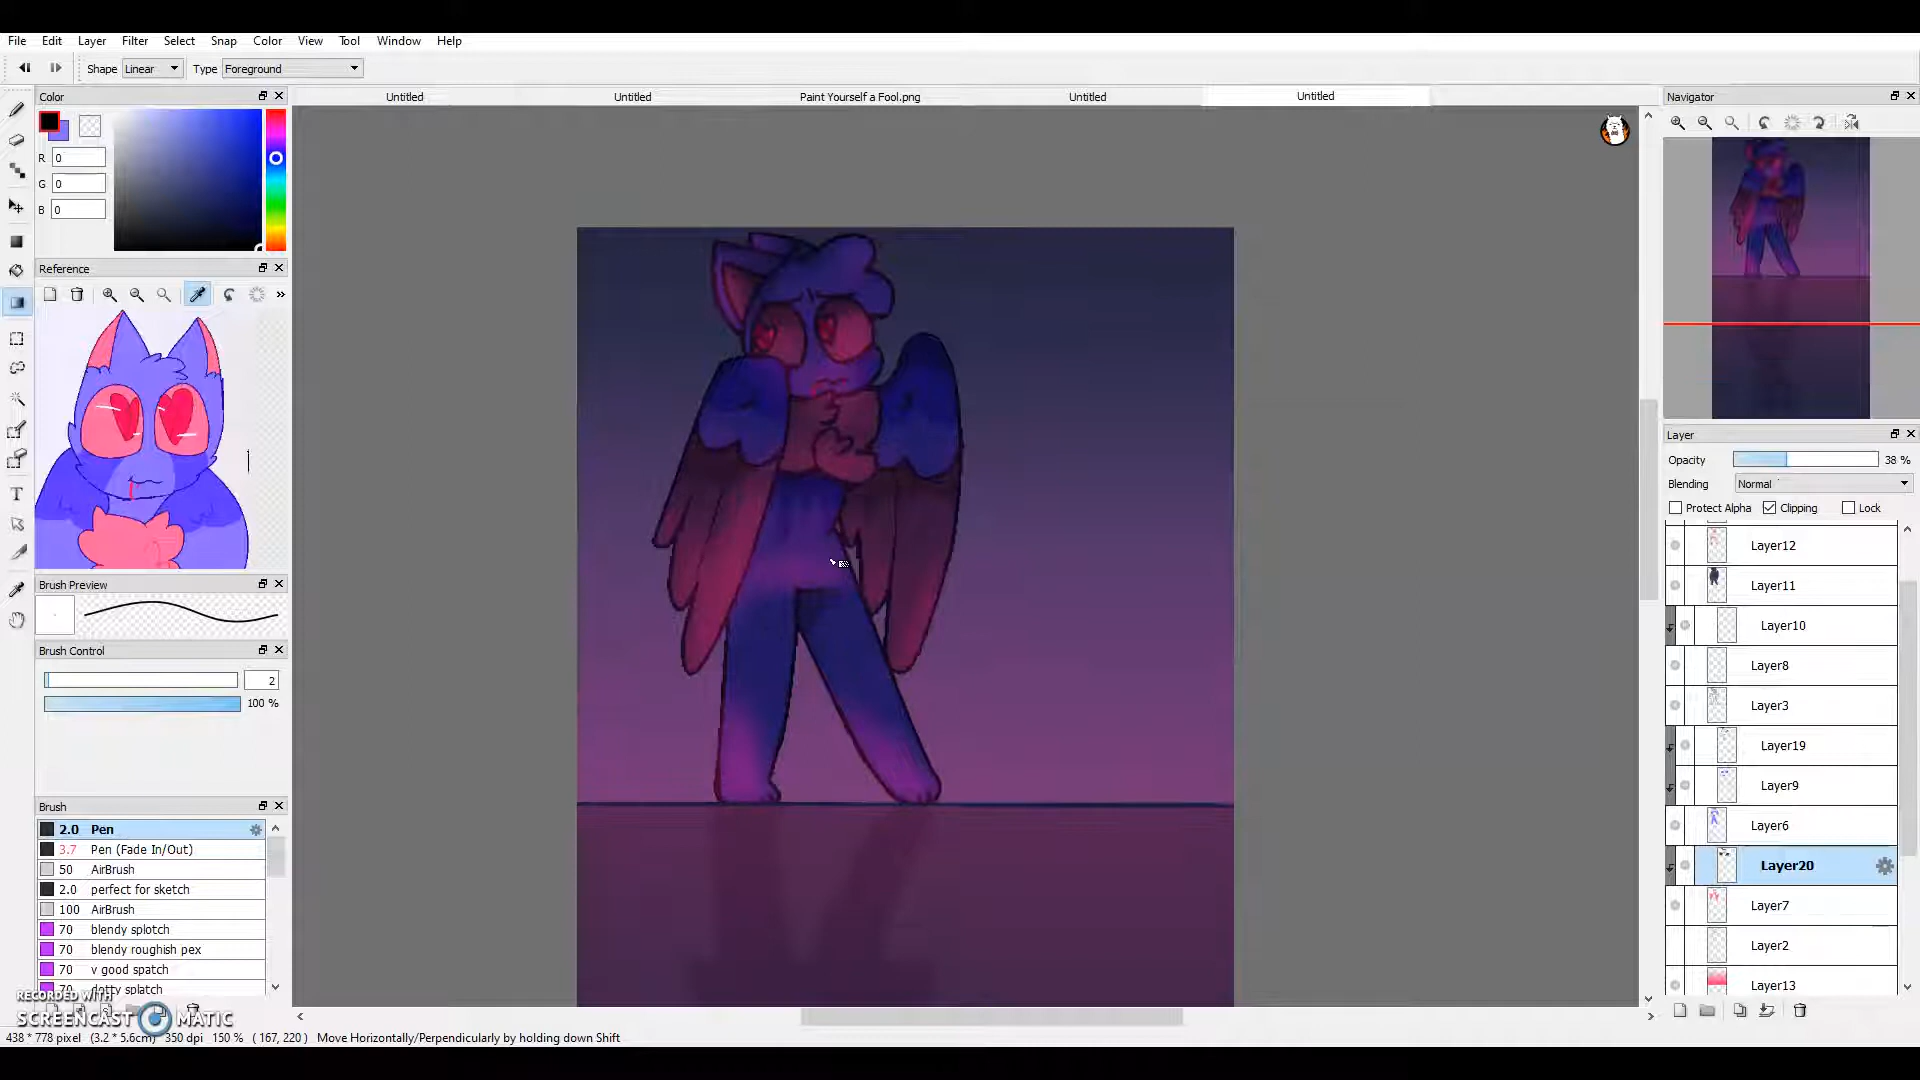 File Edit Layer Filter Select Snap Color View Tool Window Help
Shape Linear Type Foreground
Color
Untitled Untitled Paint Yourself a Fool.png Untitled Untitled
Navigator
R 0
G 0
B 0
Reference
»
Layer
Opacity 38 %
Blending Normal
Protect Alpha Clipping Lock
Layer12
Layer11
Layer10
Layer8
Layer3
Layer19
Layer9
Layer6
Layer20
Layer7
Layer2
Layer13
Brush Preview
Brush Control
2
100 %
Brush
2.0 Pen
3.7 Pen (Fade In/Out)
50 AirBrush
2.0 perfect for sketch
100 AirBrush
70 blendy splotch
70 blendy roughish pex
70 v good spatch
70 dotty splatch
RECORDED WITH
SCREENCAST MATIC
438 * 778 pixel (3.2 * 5.6cm) 350 dpi 150 % ( 167, 220 ) Move Horizontally/Perpendicularly by holding down Shift